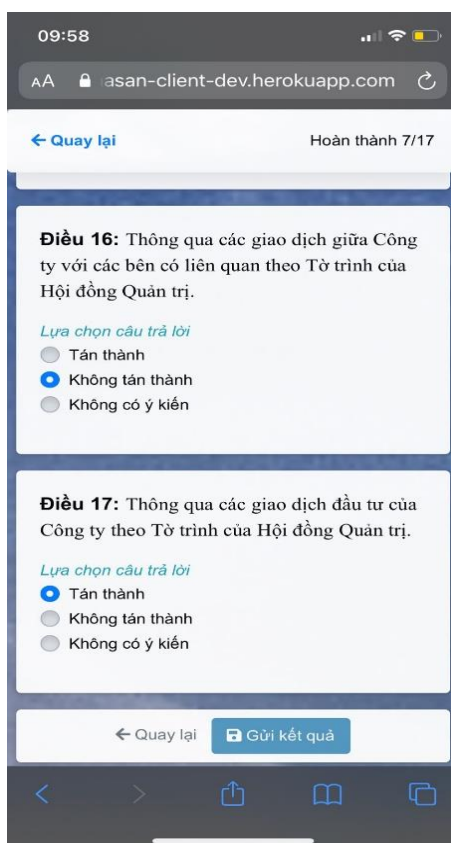 09:58
AA asan-client-dev.herokuapp.com
← Quay lại Hoàn thành 7/17
Điều 16: Thông qua các giao dịch giữa Công
ty với các bên có liên quan theo Tờ trình của
Hội đồng Quản trị.
Lựa chọn câu trả lời
Tán thành
Không tán thành
Không có ý kiến
Điều 17: Thông qua các giao dịch đầu tư của
Công ty theo Tờ trình của Hội đồng Quản trị.
Lựa chọn câu trả lời
Tán thành
Không tán thành
Không có ý kiến
← Quay lại Gửi kết quả